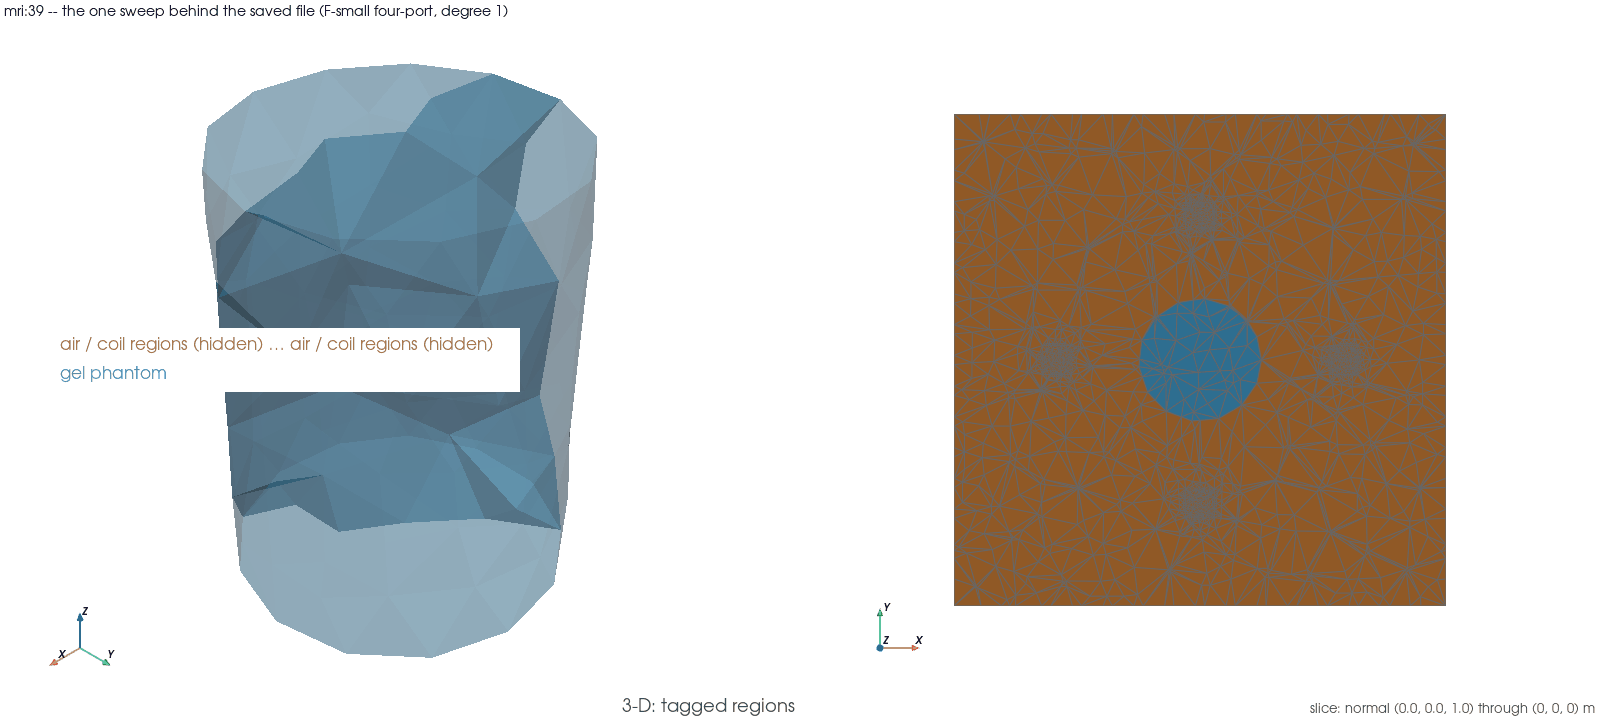 mri:39 -- the one sweep behind the saved file (F-small four-port, degree 1)
air / coil regions (hidden) ... air / coil regions (hidden)
gel phantom
Z
X
Y
Y
Z
X
3-D: tagged regions
slice: normal (0.0, 0.0, 1.0) through (0, 0, 0) m